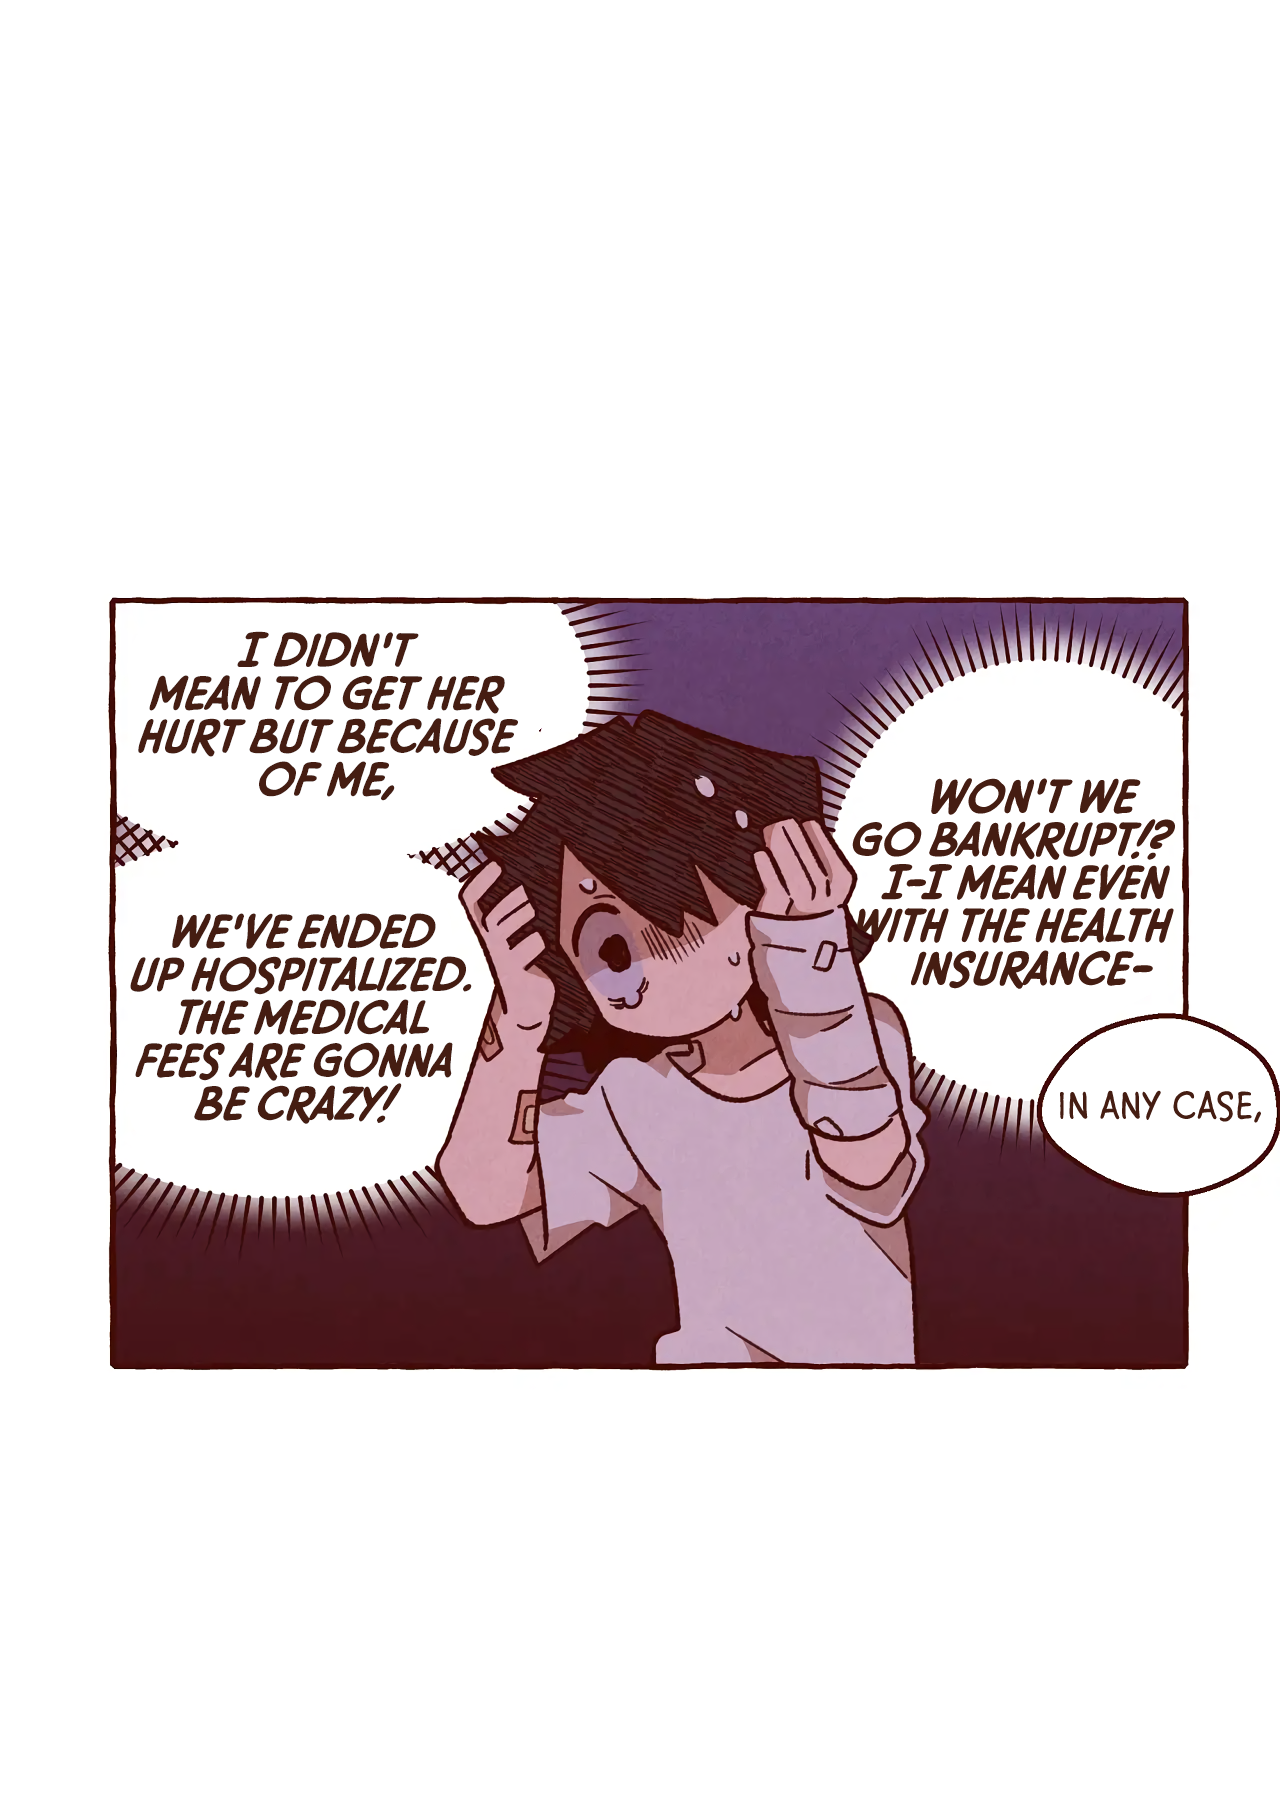 I DIDN'T
MEAN TO GET HER
HURT BUT BECAUSE
OF ME,
WE'VE ENDED
UP HOSPITALIZED.
THE MEDICAL
FEES ARE GONNA
BE CRAZY!
WON'T WE
GO BANKRUPT!?
I-I MEAN EVEN
WITH THE HEALTH
INSURANCE-
IN ANY CASE,